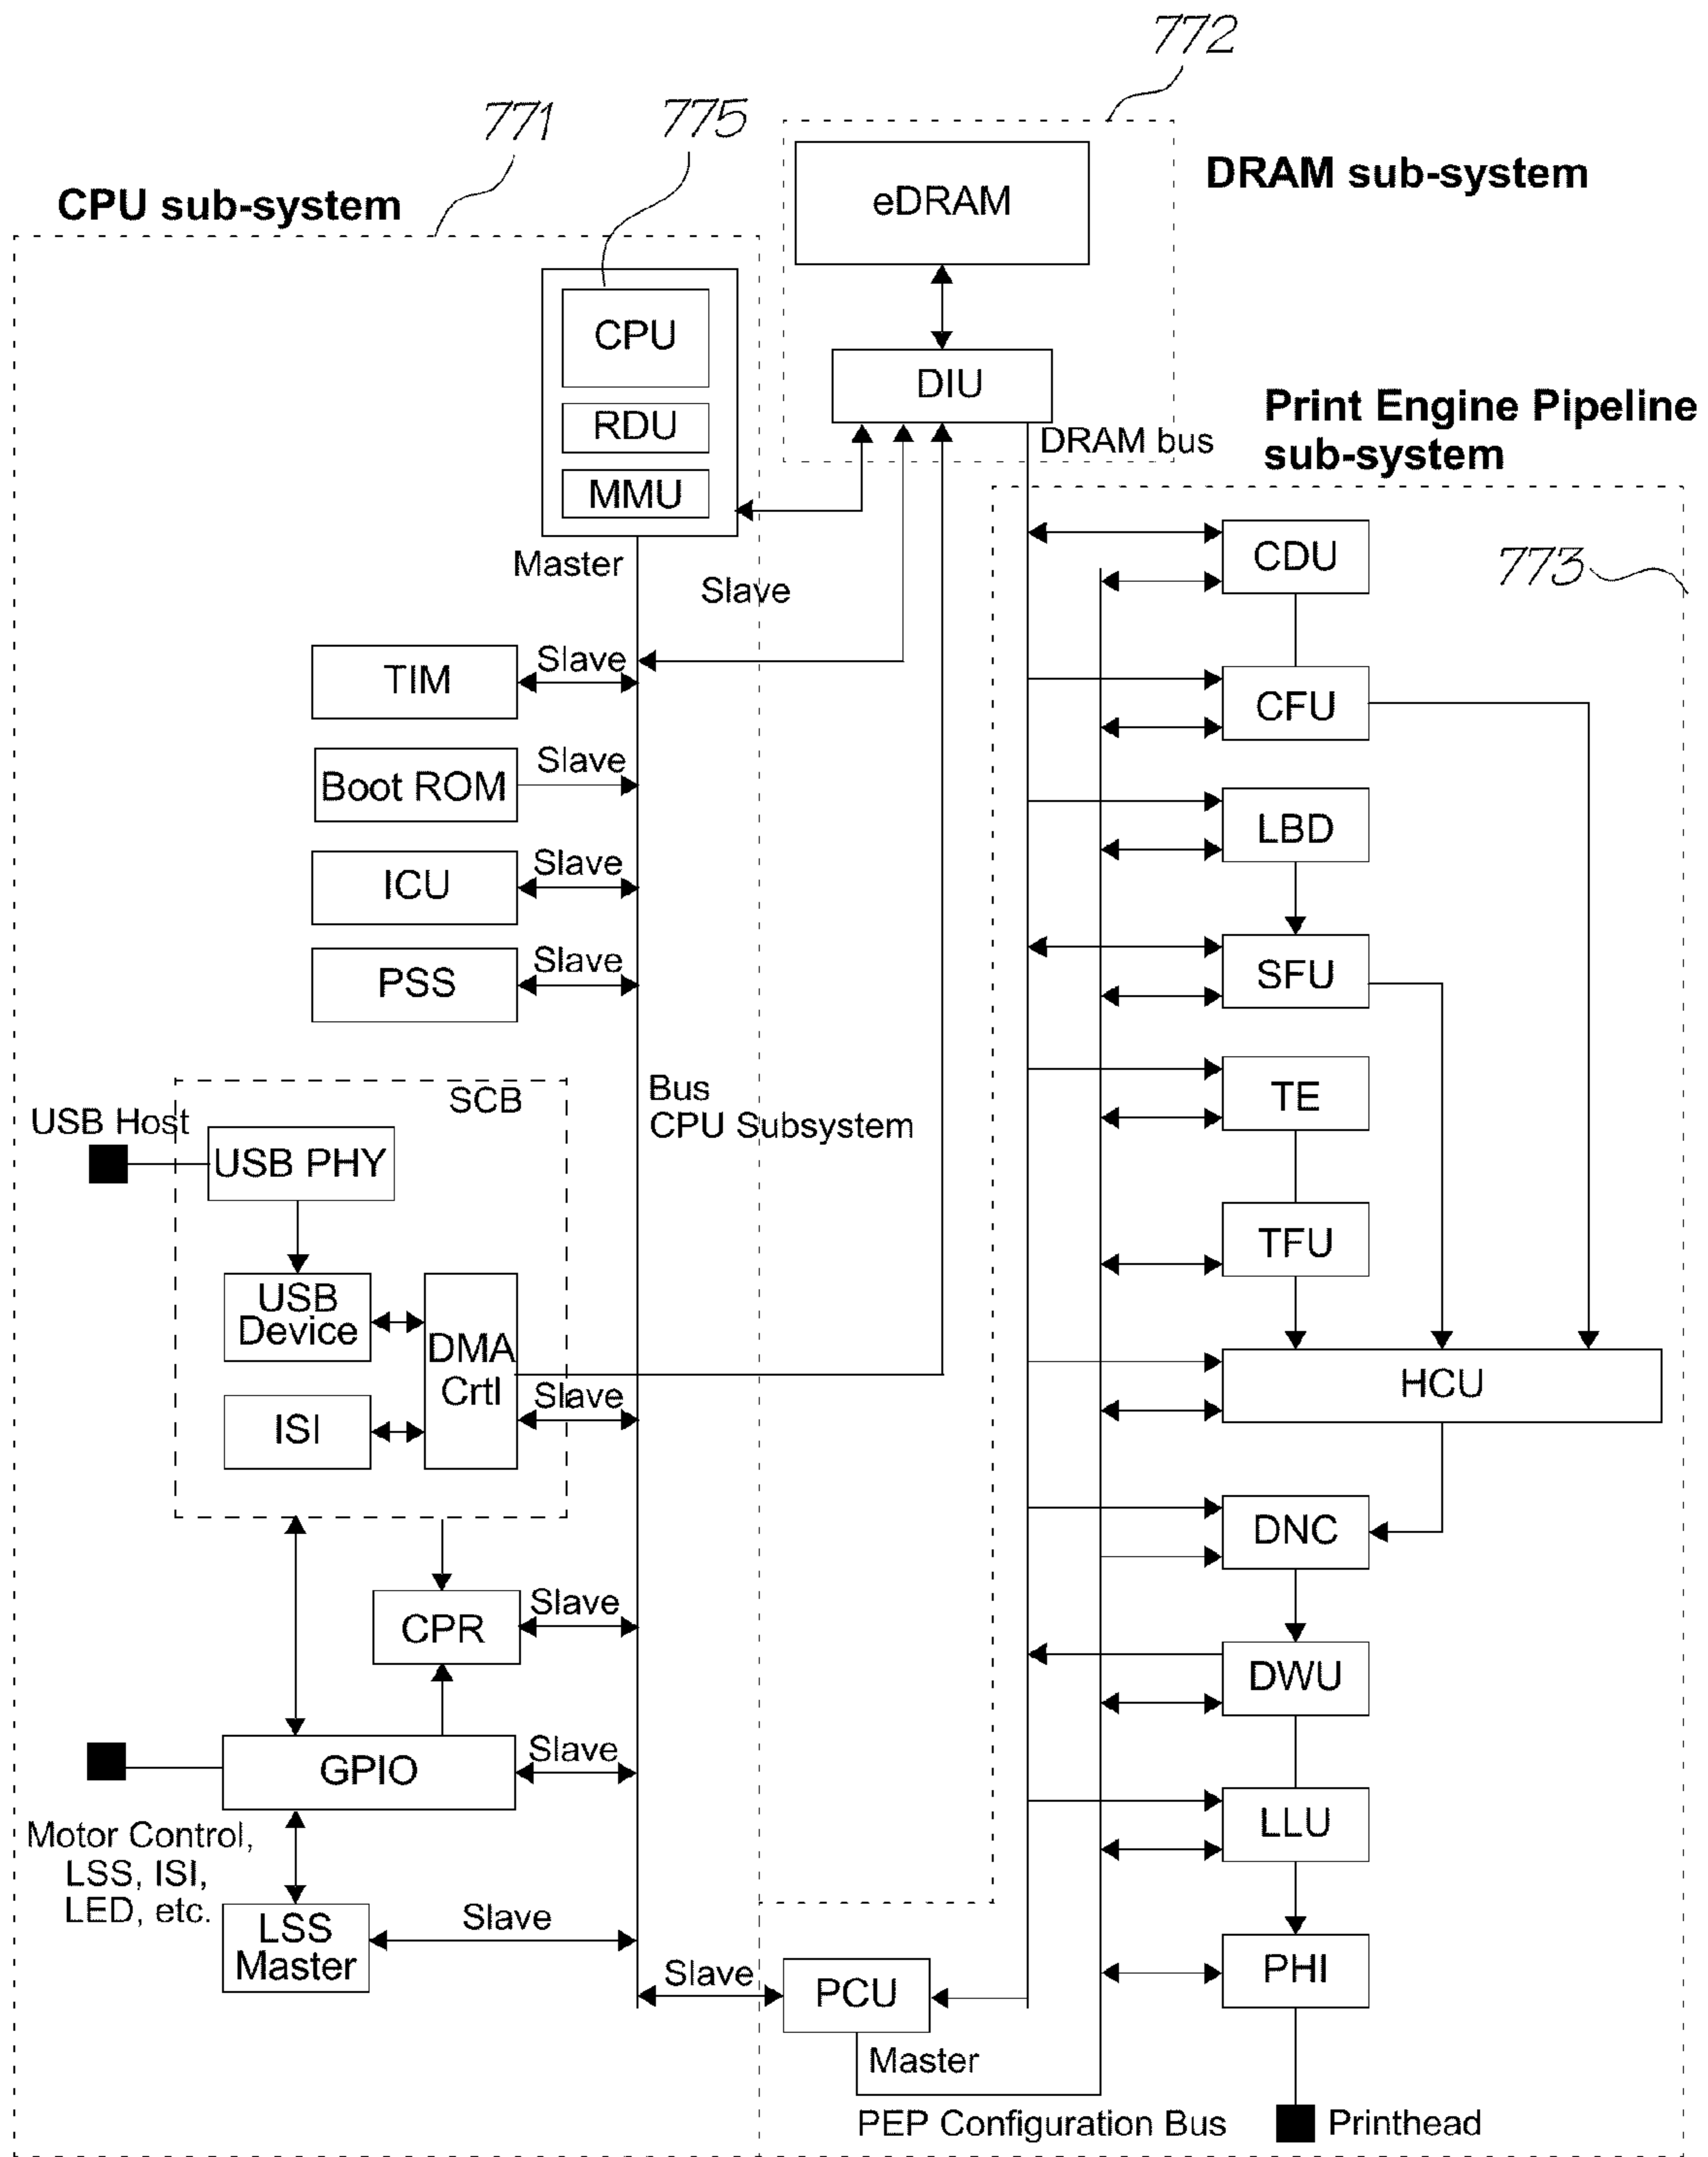 772
771
775
DRAM sub-system
CPU sub-system
eDRAM
CPU
DIU
RDU
MMU
DRAM bus
Print Engine Pipeline
sub-system
Master
Slave
773
CDU
TIM
Slave
CFU
Boot ROM
Slave
LBD
ICU
Slave
PSS
Slave
SFU
SCB
Bus
CPU Subsystem
TE
USB Host
USB PHY
TFU
USB
Device
DMA
Crtl
Slave
HCU
ISI
DNC
CPR
Slave
DWU
GPIO
Slave
Motor Control,
LSS, ISI,
LED, etc.
LLU
LSS
Master
Slave
Slave
PCU
PHI
Master
PEP Configuration Bus
Printhead